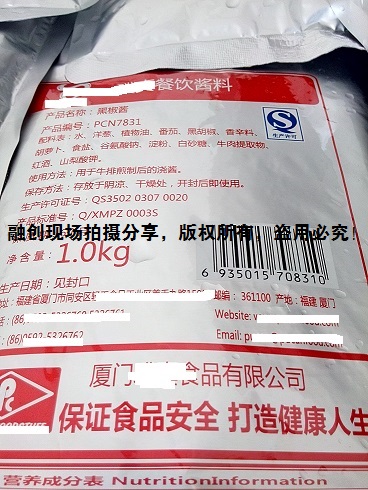 餐饮酱料
产品名称：黑椒酱
产品编号：PCN7831
配料表：水、洋葱、植物油、番茄、黑胡椒、香辛料、
胡萝卜、食盐、谷氨酸钠、淀粉、白砂糖、牛肉提取物、
红酒、山梨酸钾。
使用方法：用于牛排煎制后的浇酱。
保存方法：存放于阴凉、干燥处，开封后即使用。
生产许可证号：QS3502 0307 0020
产品标准号：Q/XMPZ 0003S
S
生产许可
融创现场拍摄分享，版权所有，盗用必究！
净含量：1.0kg
6 935015 708310
生产日期：见封口
福建省厦门市同安区
邮编：361100 产地：福建 厦门
Website:
(86)0592-5326762
Email:
厦门 食品有限公司
保证食品安全 打造健康人生
营养成分表 NutritionInformation